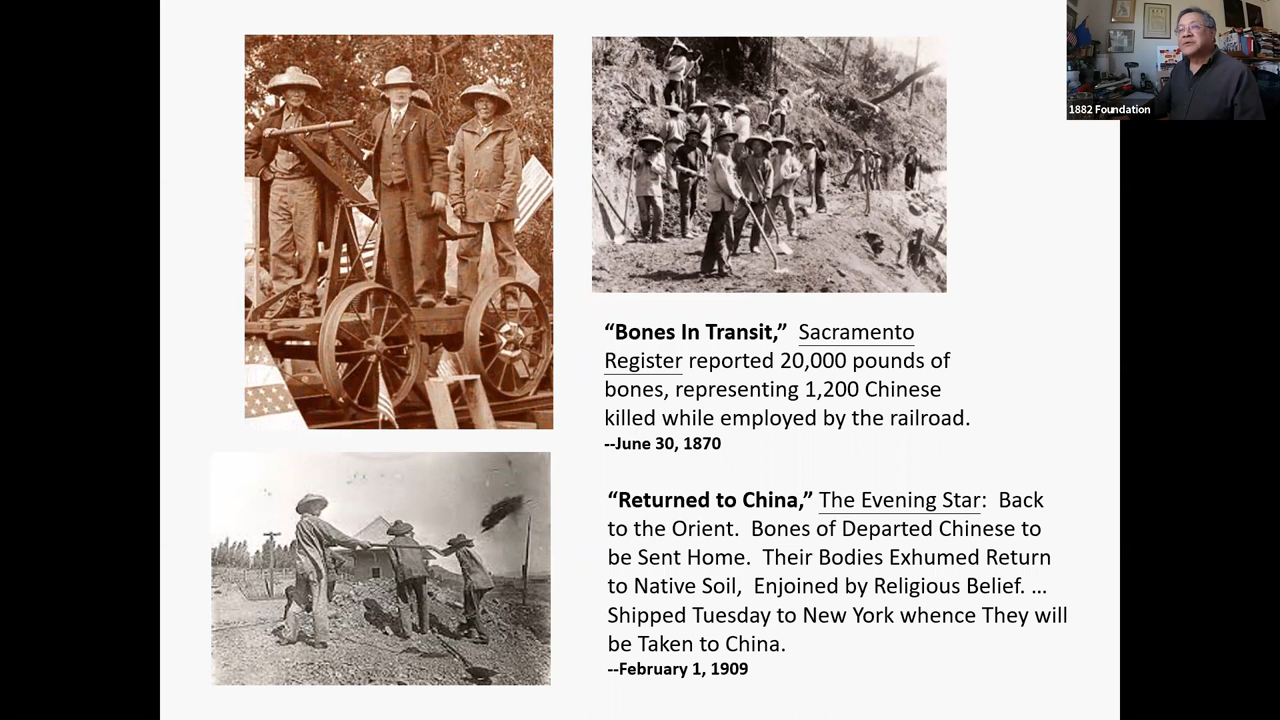 1882 Foundation
“Bones In Transit,” Sacramento
Register reported 20,000 pounds of
bones, representing 1,200 Chinese
killed while employed by the railroad.
--June 30, 1870
“Returned to China,” The Evening Star: Back
to the Orient. Bones of Departed Chinese to
be Sent Home. Their Bodies Exhumed Return
to Native Soil, Enjoined by Religious Belief. …
Shipped Tuesday to New York whence They will
be Taken to China.
--February 1, 1909